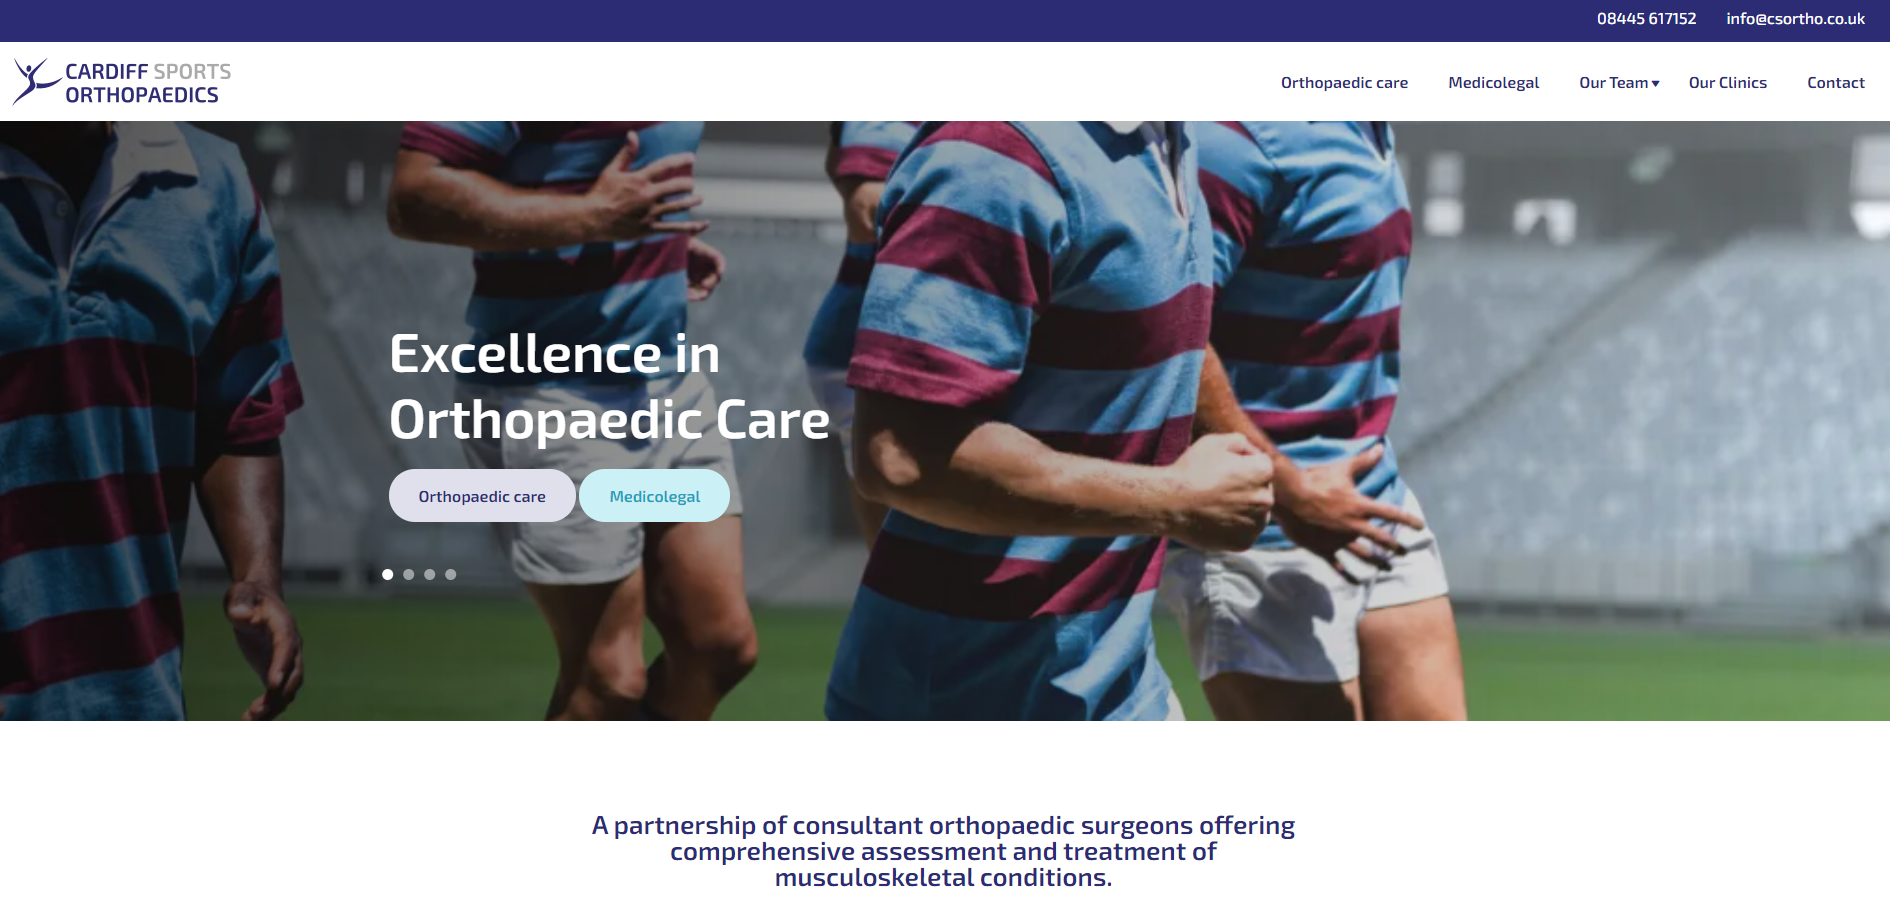 08445 617152 info@csortho.co.uk
CARDIFF SPORTS
ORTHOPAEDICS
Orthopaedic care Medicolegal Our Team Our Clinics Contact
Excellence in
Orthopaedic Care
Orthopaedic care Medicolegal
A partnership of consultant orthopaedic surgeons offering
comprehensive assessment and treatment of
musculoskeletal conditions.